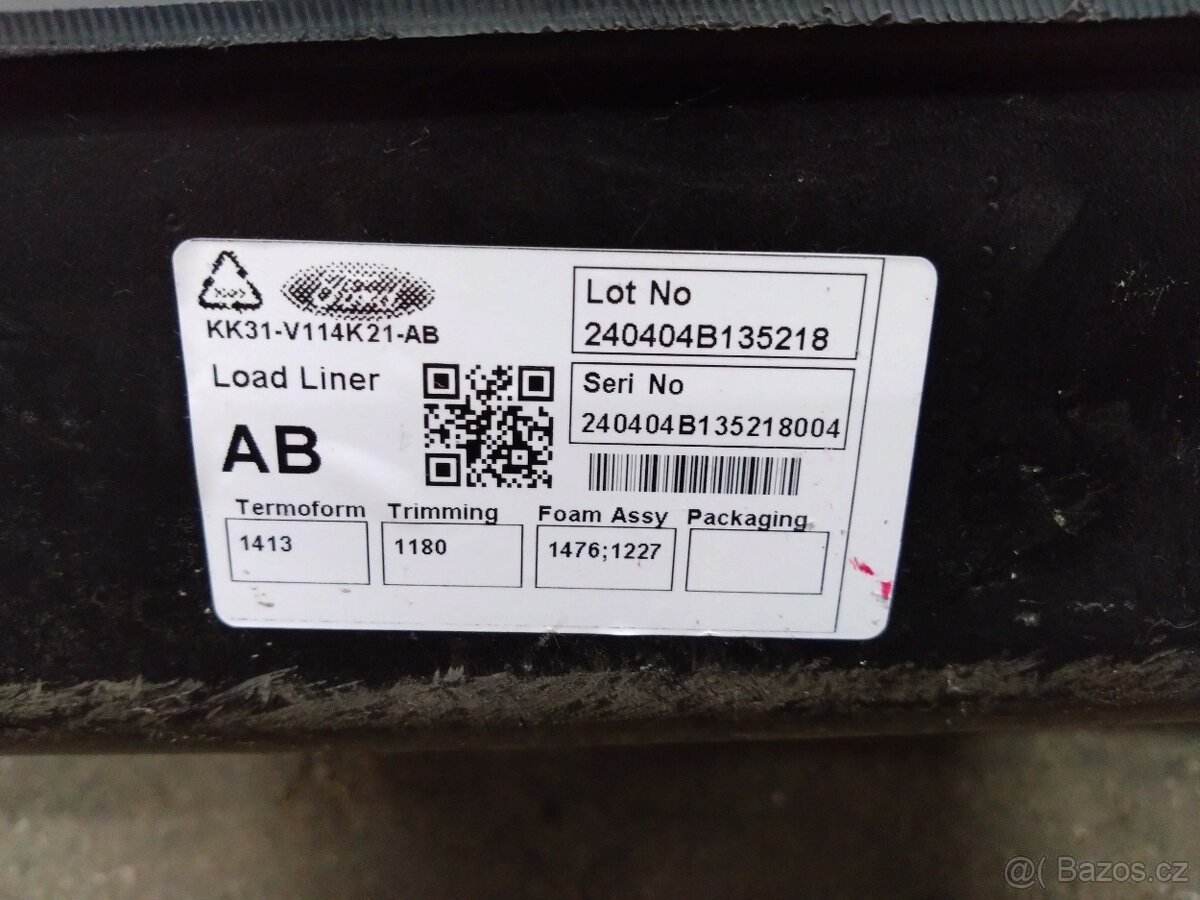 Ford
KK31-V114K21-AB
Load Liner
AB
Lot No
240404B135218
Seri No
240404B135218004
Termoform Trimming Foam Assy Packaging
1413 1180 1476;1227
@( Bazos.cz